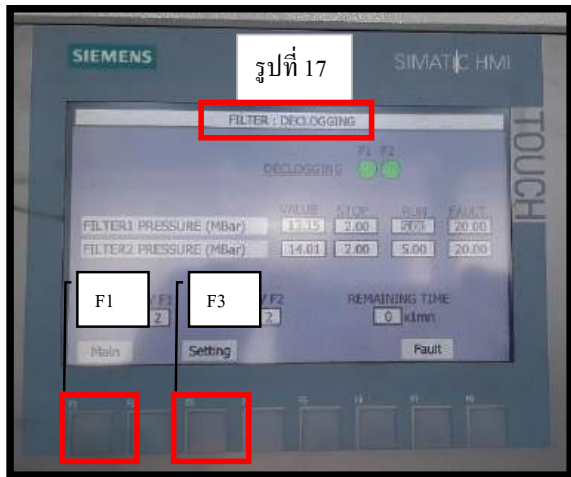 SIEMENS
รูปที่ 17
SIMATIC HMI
TOUCH
FILTER : DECLOGGING
F1 F2
DECLOGGING
VALUE STOP RUN FAULT
FILTER1 PRESSURE (MBar) 2.00 20.00
FILTER2 PRESSURE (MBar) 14.01 2.00 5.00 20.00
F1
F3
F1
F2
REMAINING TIME
2
2
0 x1mn
Main
Setting
Fault